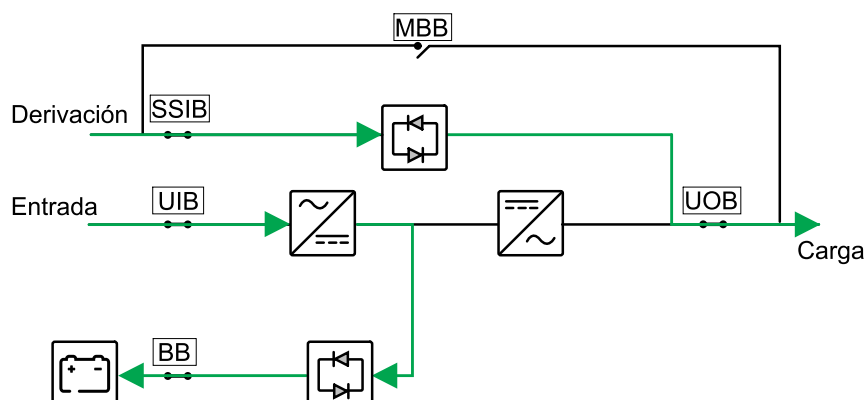 MBB
Derivación
SSIB
Entrada
UIB
UOB
Carga
BB